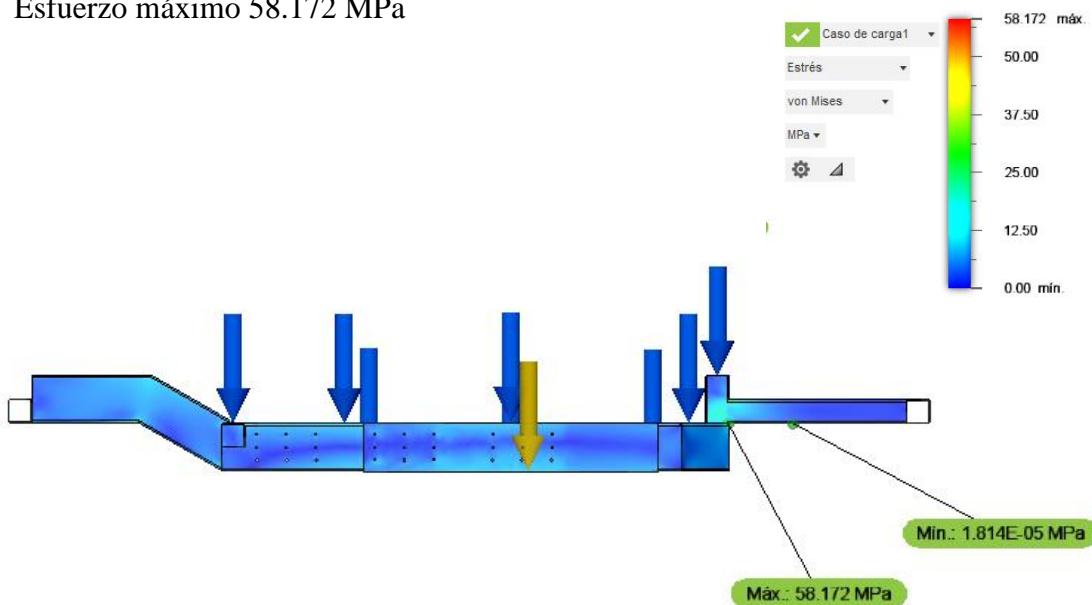 Esfuerzo máximo 58.172 MPa
Caso de carga1
Estrés
von Mises
MPa
58.172 máx.
50.00
37.50
25.00
12.50
0.00 mín.
Mín.: 1.814E-05 MPa
Máx.: 58.172 MPa